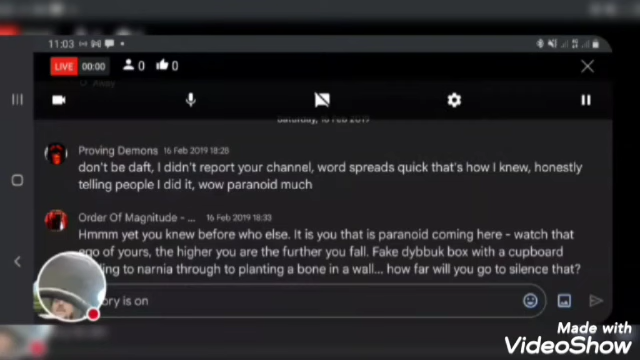 11:03
LIVE 00:00 0 0
Saturday, 16 Feb 2019
Proving Demons 16 Feb 2019 18:28
don't be daft, I didn't report your channel, word spreads quick that's how I knew, honestly
telling people I did it, wow paranoid much
Order Of Magnitude - ... 16 Feb 2019 18:33
Hmmm yet you knew before who else. It is you that is paranoid coming here - watch that
ego of yours, the higher you are the further you fall. Fake dybbuk box with a cupboard
to narnia through to planting a bone in a wall... how far will you go to silence that?
ory is on
Made with
VideoShow